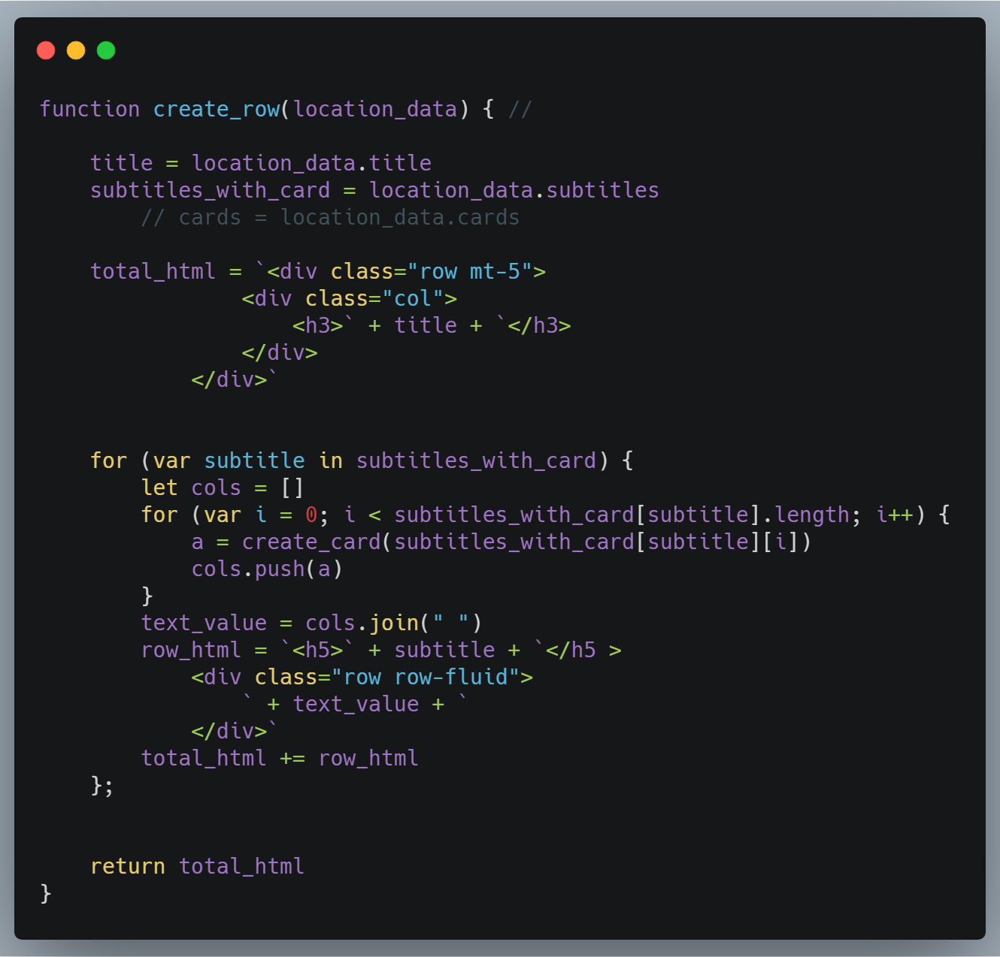 function create_row(location_data) { //
    title = location_data.title
    subtitles_with_card = location_data.subtitles
        // cards = location_data.cards
    total_html = `<div class="row mt-5">
                <div class="col">
                    <h3>` + title + `</h3>
                </div>
            </div>`
    for (var subtitle in subtitles_with_card) {
        let cols = []
        for (var i = 0; i < subtitles_with_card[subtitle].length; i++) {
            a = create_card(subtitles_with_card[subtitle][i])
            cols.push(a)
        }
        text_value = cols.join(" ")
        row_html = `<h5>` + subtitle + `</h5 >
            <div class="row row-fluid">
                ` + text_value + `
            </div>`
        total_html += row_html
    };
    return total_html
}